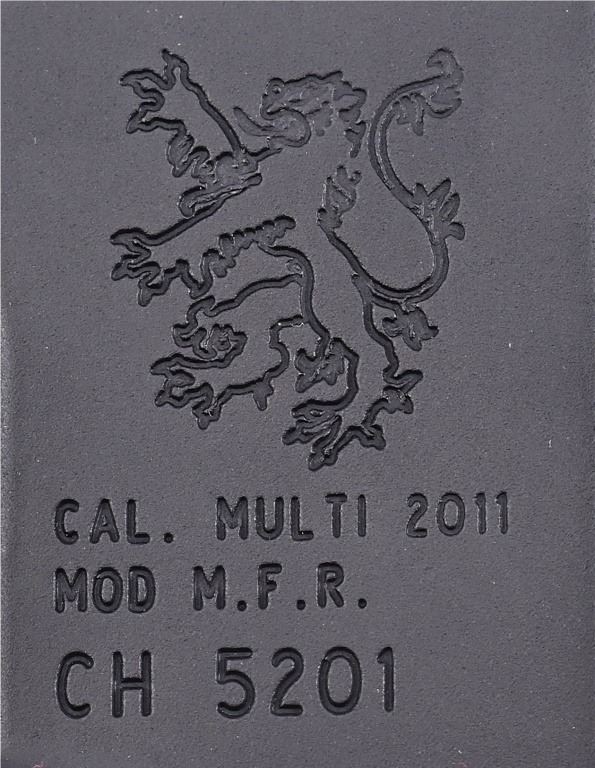 CAL. MULTI 2011
MOD M.F.R.
CH 5201